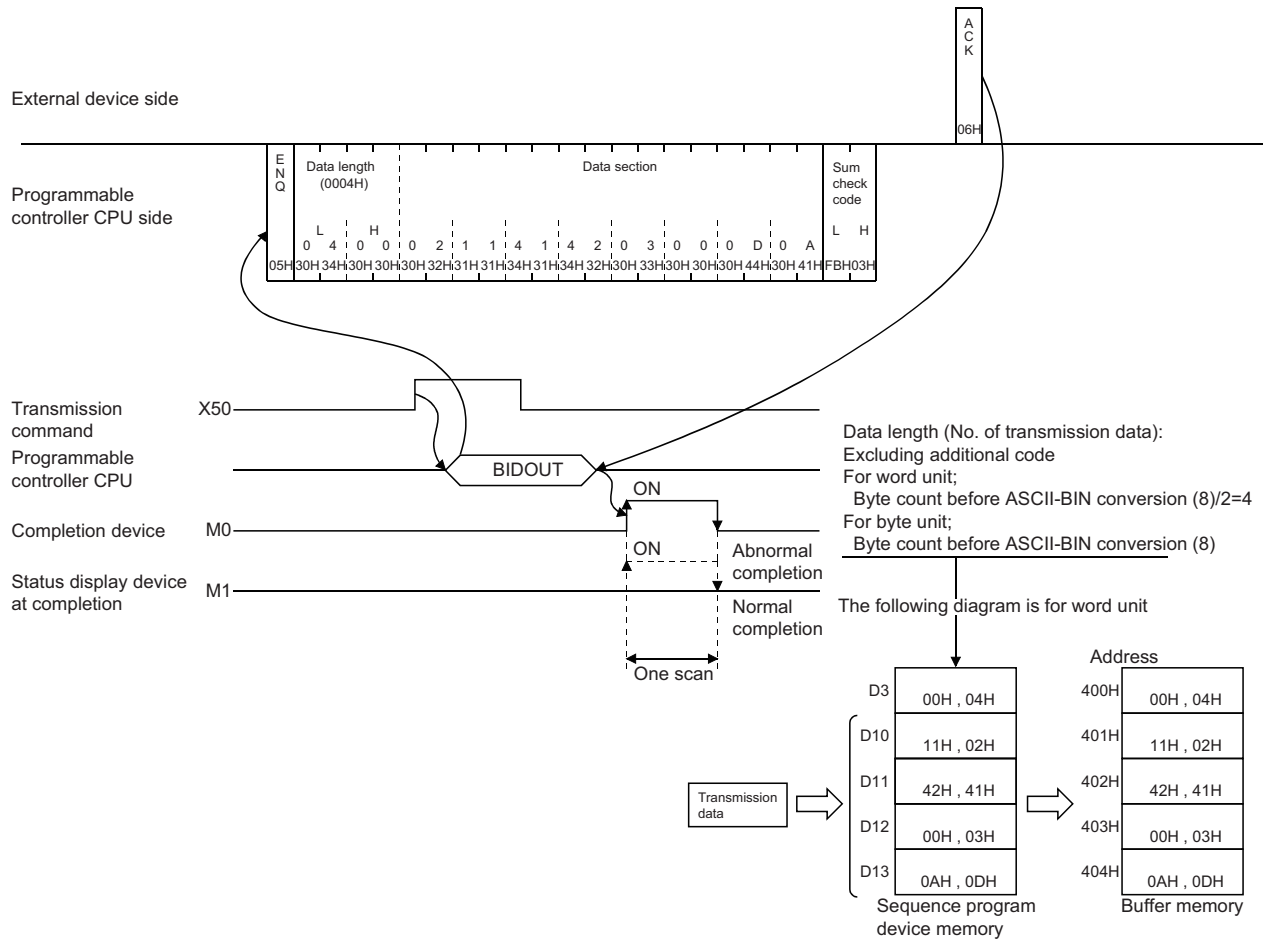 A
C
K
External device side
06H
E
N
Q
Data length
(0004H)
Data section
Sum
check
code
Programmable
controller CPU side
L H L H
0 4 0 0 0 2 1 1 4 1 4 2 0 3 0 0 0 D 0 A
05H 30H 34H 30H 30H 30H 32H 31H 31H 34H 31H 34H 32H 30H 33H 30H 30H 30H 44H 30H 41H FBH 03H
Transmission
command
X50
Programmable
controller CPU
BIDOUT
ON
Completion device M0
ON
Abnormal
completion
Status display device
at completion
M1
Normal
completion
One scan
Data length (No. of transmission data):
Excluding additional code
For word unit;
Byte count before ASCII-BIN conversion (8)/2=4
For byte unit;
Byte count before ASCII-BIN conversion (8)
The following diagram is for word unit
Address
D3 00H , 04H 400H 00H , 04H
D10 11H , 02H 401H 11H , 02H
D11 42H , 41H 402H 42H , 41H
D12 00H , 03H 403H 00H , 03H
D13 0AH , 0DH 404H 0AH , 0DH
Transmission
data
Sequence program
device memory
Buffer memory